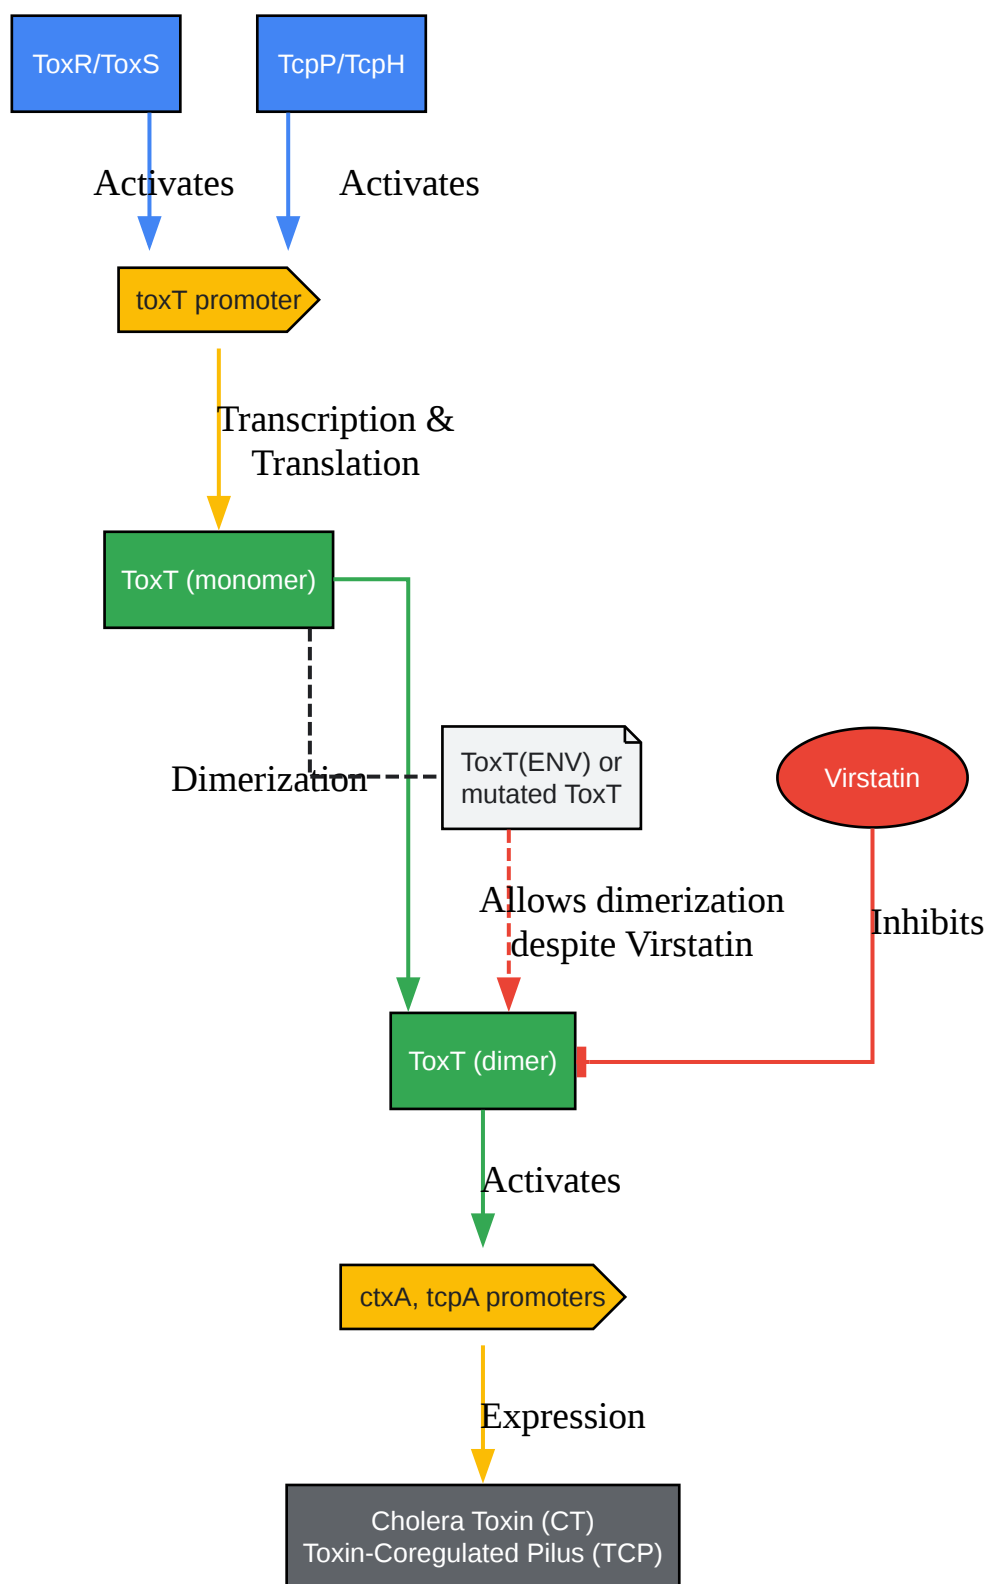 ToxR/ToxS
TcpP/TcpH
Activates
Activates
toxT promoter
Transcription &
Translation
ToxT (monomer)
Dimerization
ToxT(ENV) or
mutated ToxT
Virstatin
Allows dimerization
despite Virstatin
Inhibits
ToxT (dimer)
Activates
ctxA, tcpA promoters
Expression
Cholera Toxin (CT)
Toxin-Coregulated Pilus (TCP)